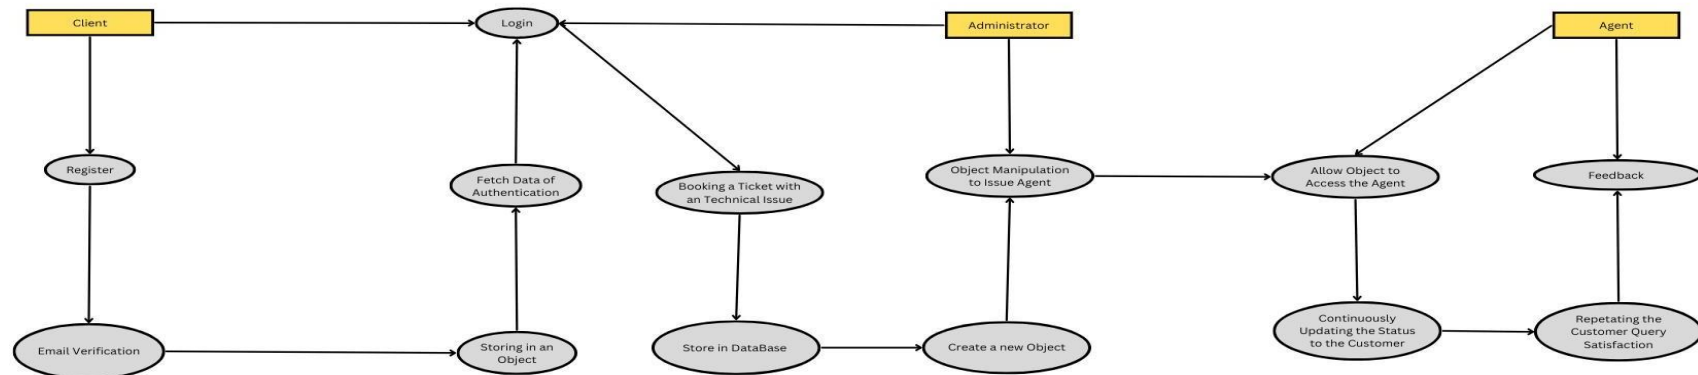 Client
Login
Administrator
Agent
Register
Fetch Data of
Authentication
Booking a Ticket with
an Technical Issue
Object Manipulation
to Issue Agent
Allow Object to
Access the Agent
Feedback
Email Verification
Storing in an
Object
Store in DataBase
Create a new Object
Continuously
Updating the Status
to the Customer
Repetating the
Customer Query
Satisfaction